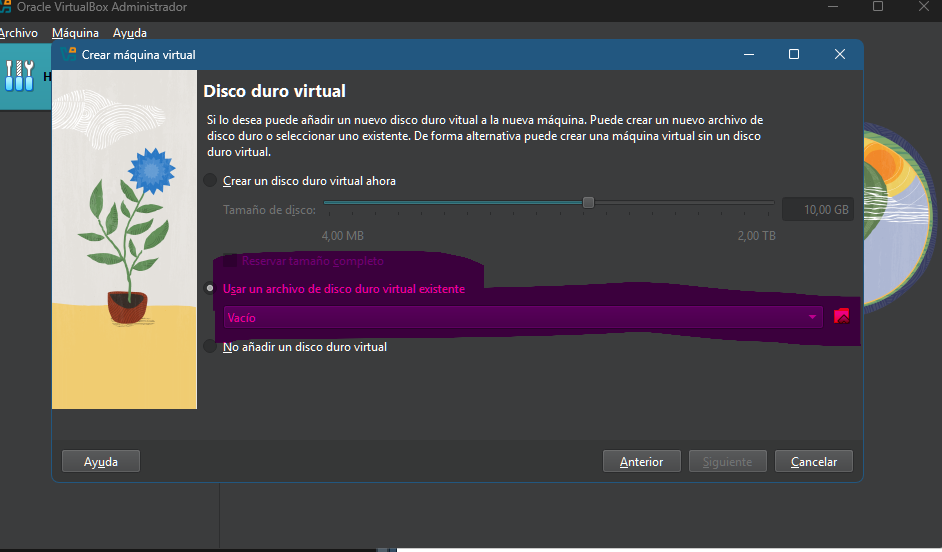 Oracle VirtualBox Administrador
Archivo Máquina Ayuda
Crear máquina virtual
Disco duro virtual
Si lo desea puede añadir un nuevo disco duro vitual a la nueva máquina. Puede crear un nuevo archivo de
disco duro o seleccionar uno existente. De forma alternativa puede crear una máquina virtual sin un disco
duro virtual.
Crear un disco duro virtual ahora
Tamaño de disco:
10,00 GB
4,00 MB 2,00 TB
Reservar tamaño completo
Usar un archivo de disco duro virtual existente
Vacío
No añadir un disco duro virtual
Ayuda Anterior Siguiente Cancelar